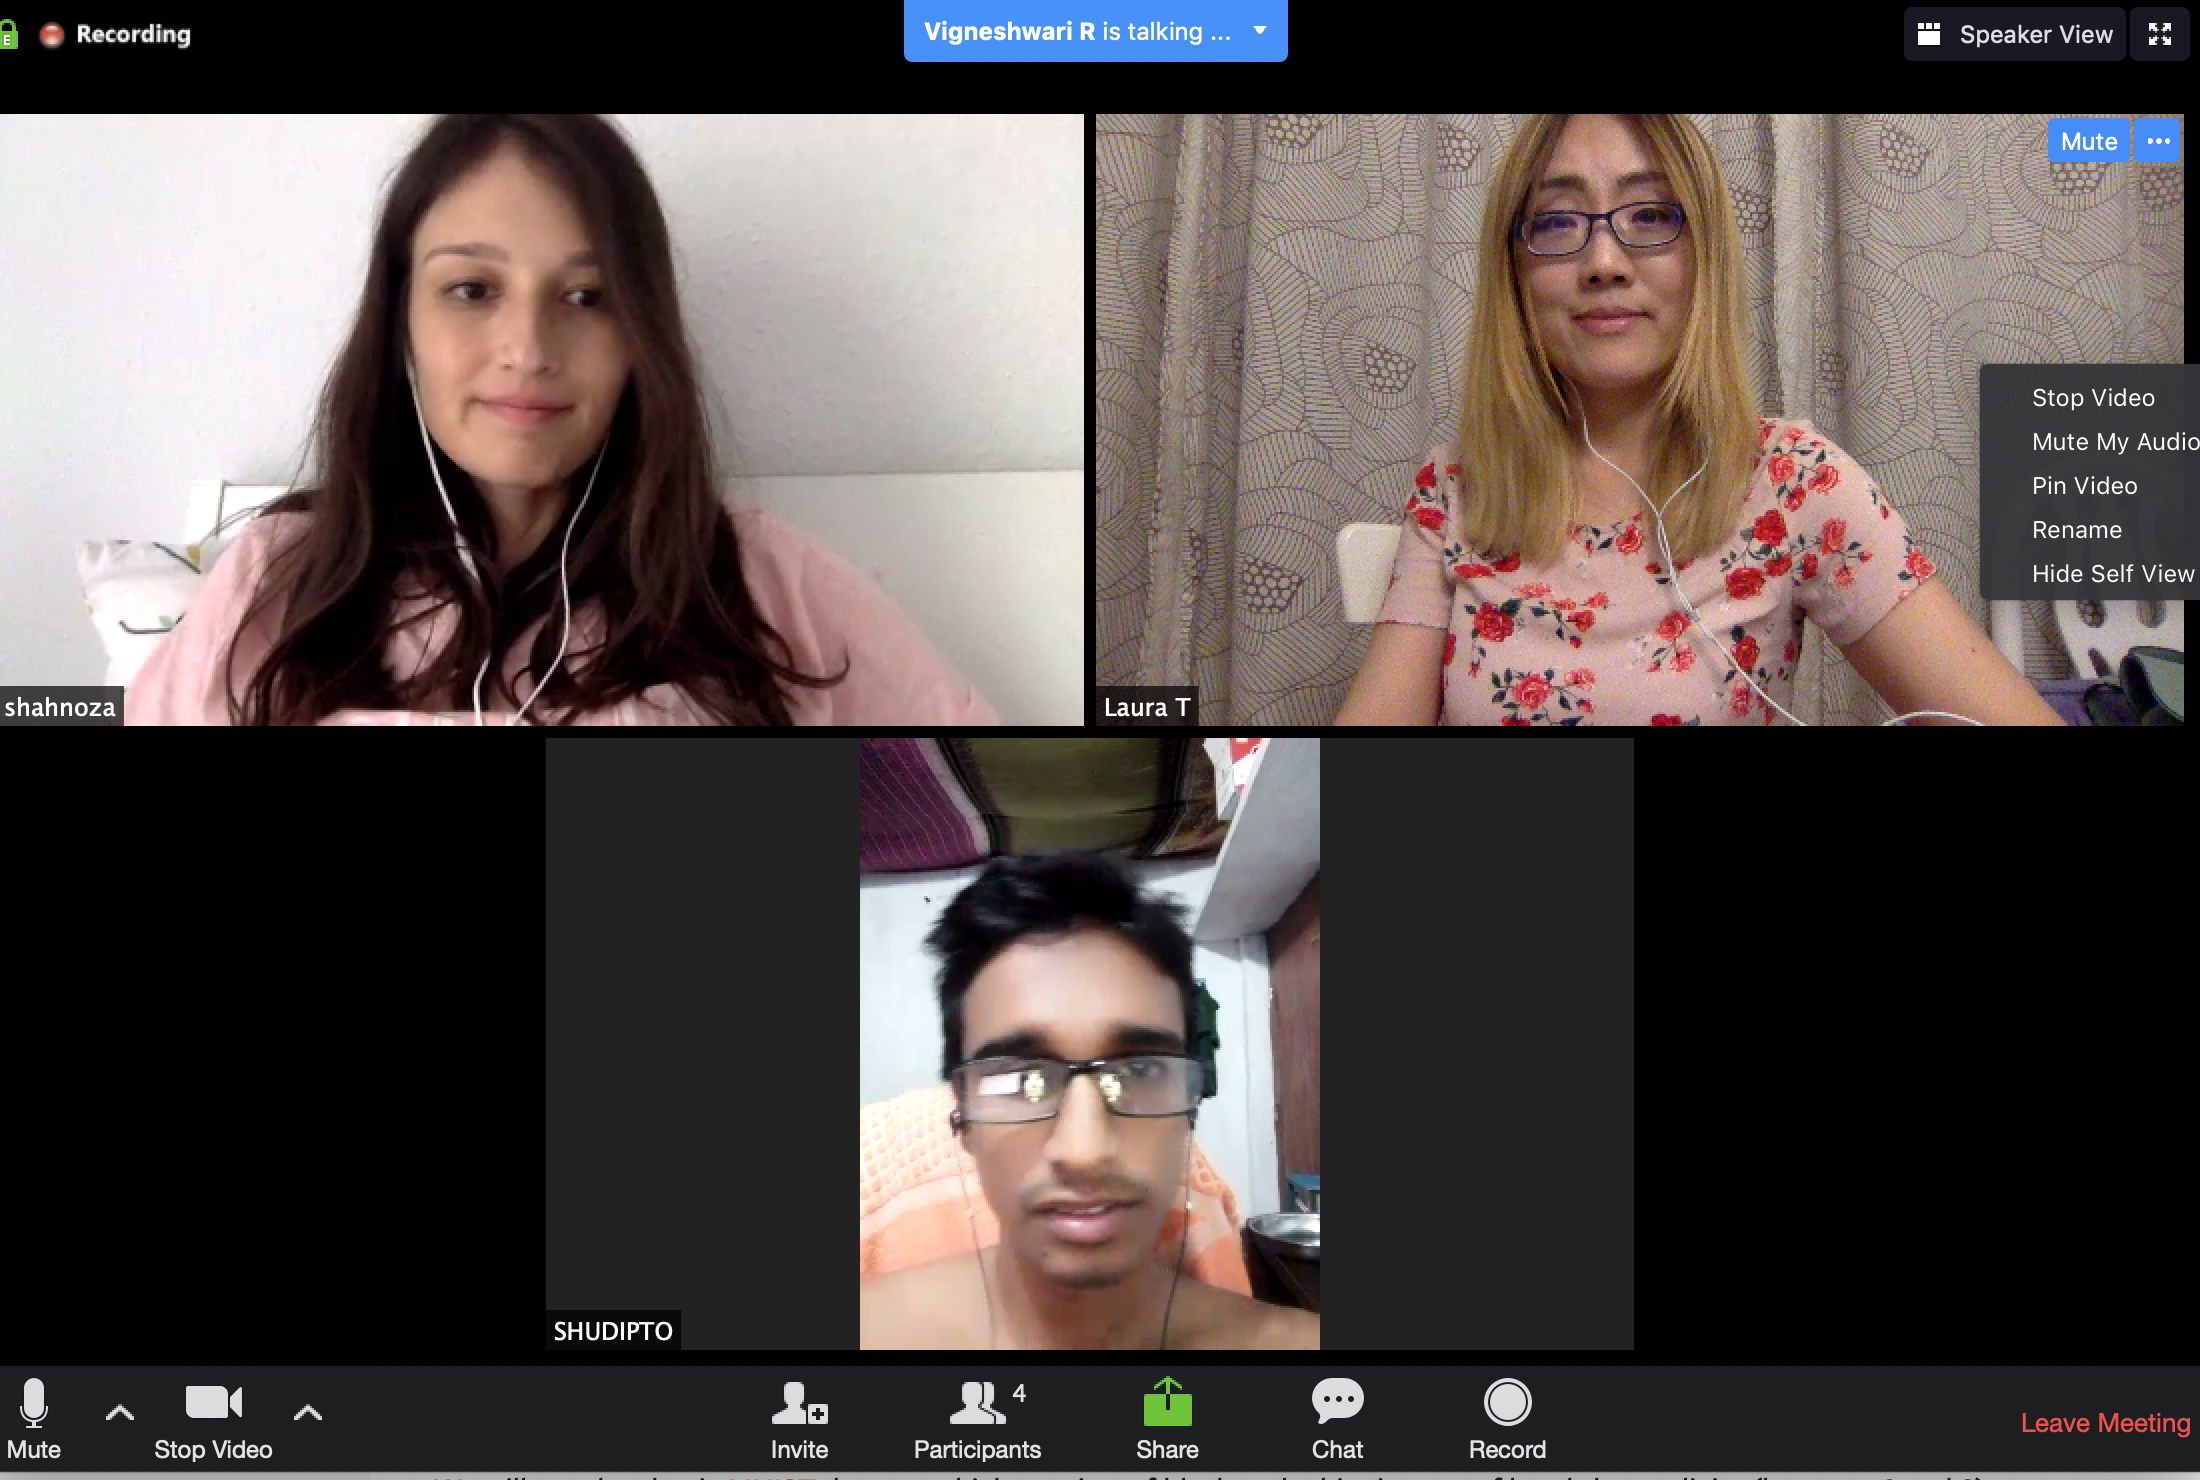 E
Recording
Vigneshwari R is talking ...
Speaker View
Mute
Stop Video
Mute My Audio
Pin Video
Rename
Hide Self View
shahnoza
Laura T
SHUDIPTO
Mute
Stop Video
Invite
Participants
4
Share
Chat
Record
Leave Meeting